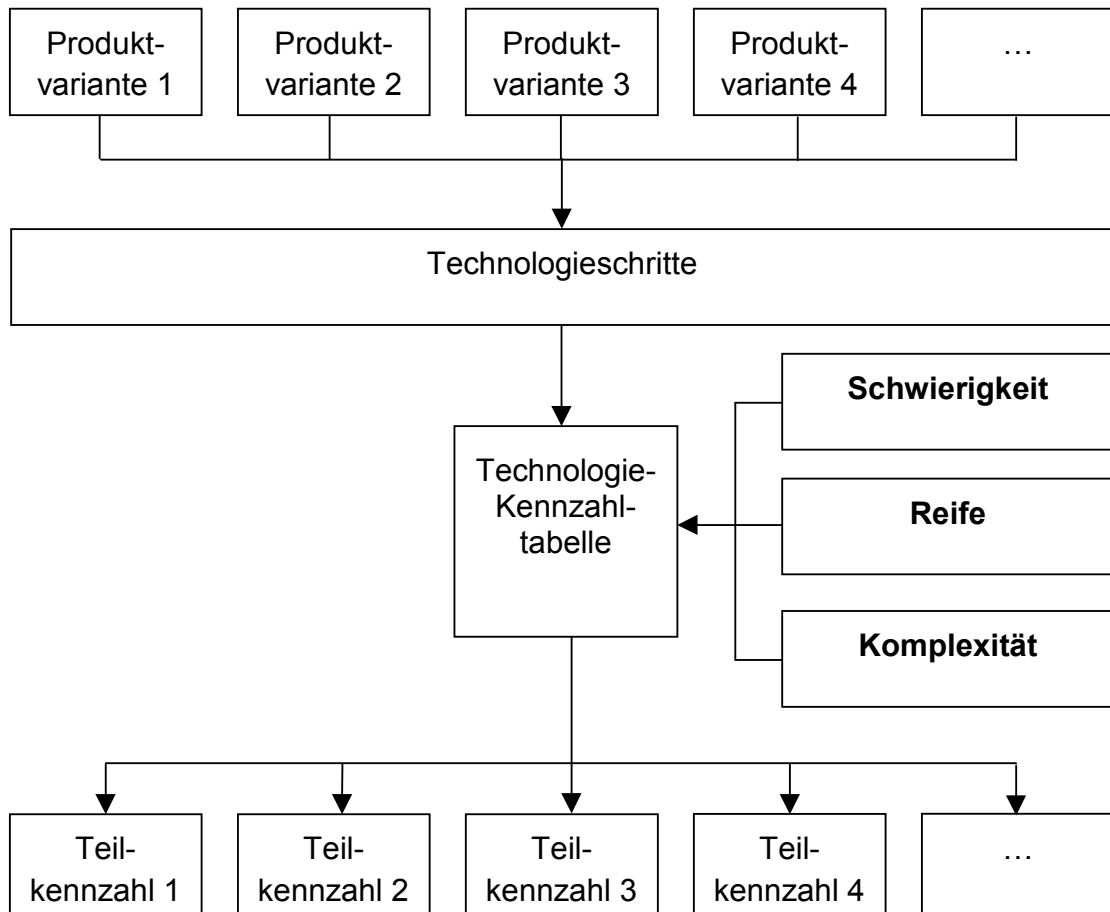 Produkt-
variante 1
Produkt-
variante 2
Produkt-
variante 3
Produkt-
variante 4
…
Technologieschritte
Schwierigkeit
Technologie-
Kennzahl-
tabelle
Reife
Komplexität
Teil-
kennzahl 1
Teil-
kennzahl 2
Teil-
kennzahl 3
Teil-
kennzahl 4
…